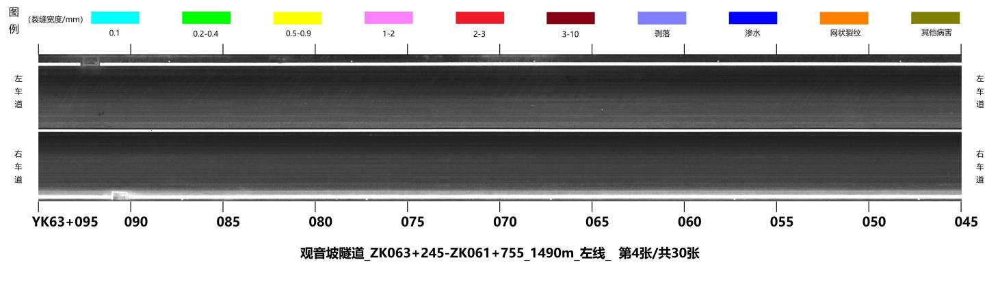 图例
(裂缝宽度/mm)
0.1 0.2-0.4 0.5-0.9 1-2 2-3 3-10 剥落 渗水 网状裂纹 其他病害
左车道
左车道
右车道
右车道
YK63+095 090 085 080 075 070 065 060 055 050 045
观音坡隧道_ZK063+245-ZK061+755_1490m_左线_ 第4张/共30张